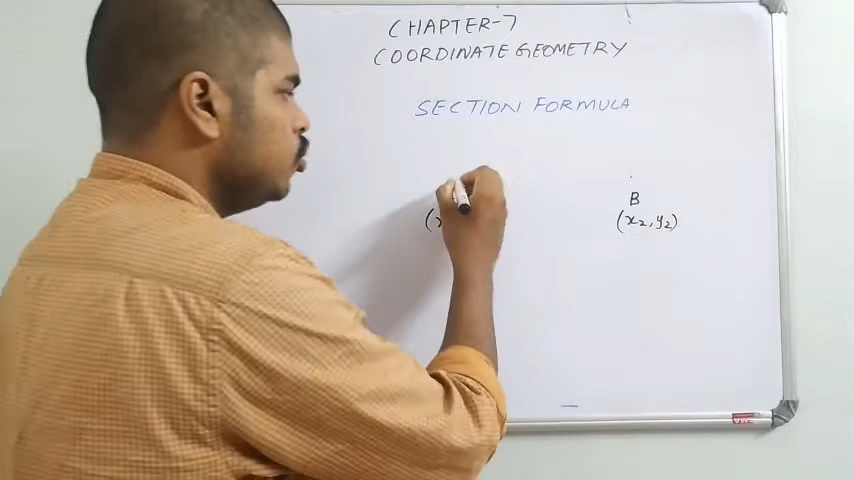 CHAPTER-7
COORDINATE GEOMETRY
SECTION FORMULA
B
(x₂, y₂)